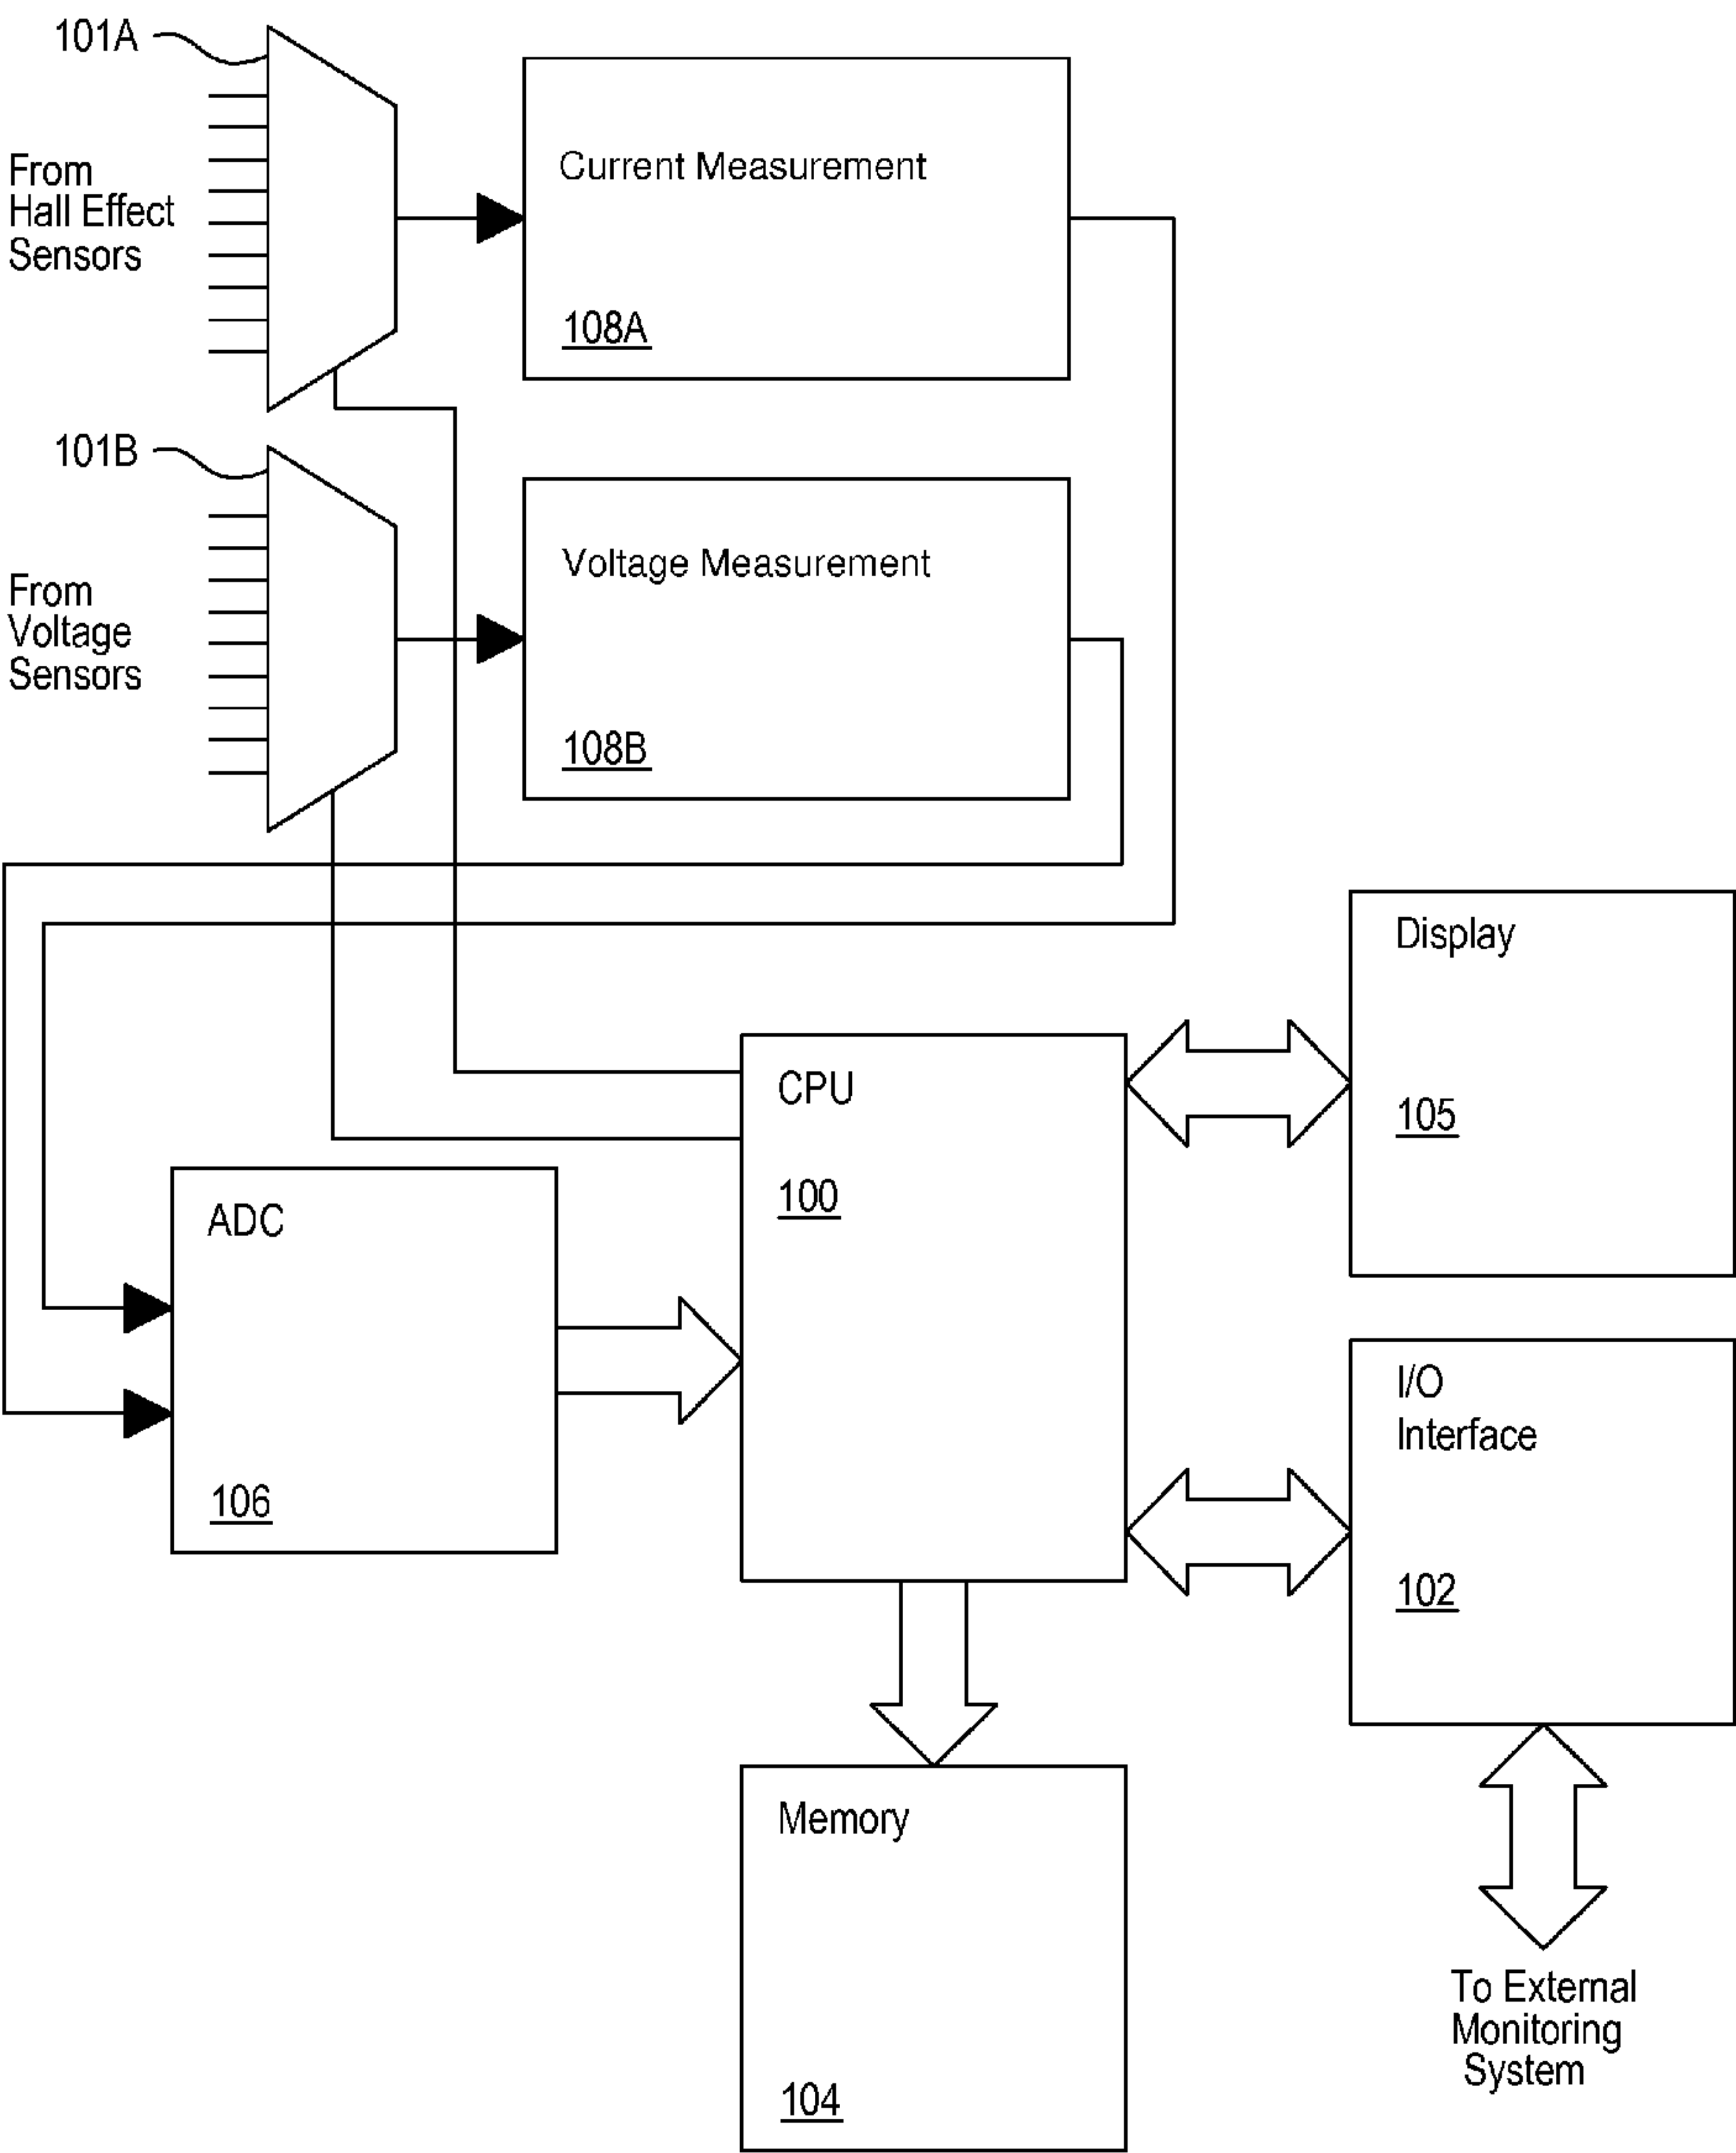 101A
From
Hall Effect
Sensors
Current Measurement
108A
101B
From
Voltage
Sensors
Voltage Measurement
108B
Display
105
CPU
100
ADC
106
I/O
Interface
102
Memory
104
To External
Monitoring
System